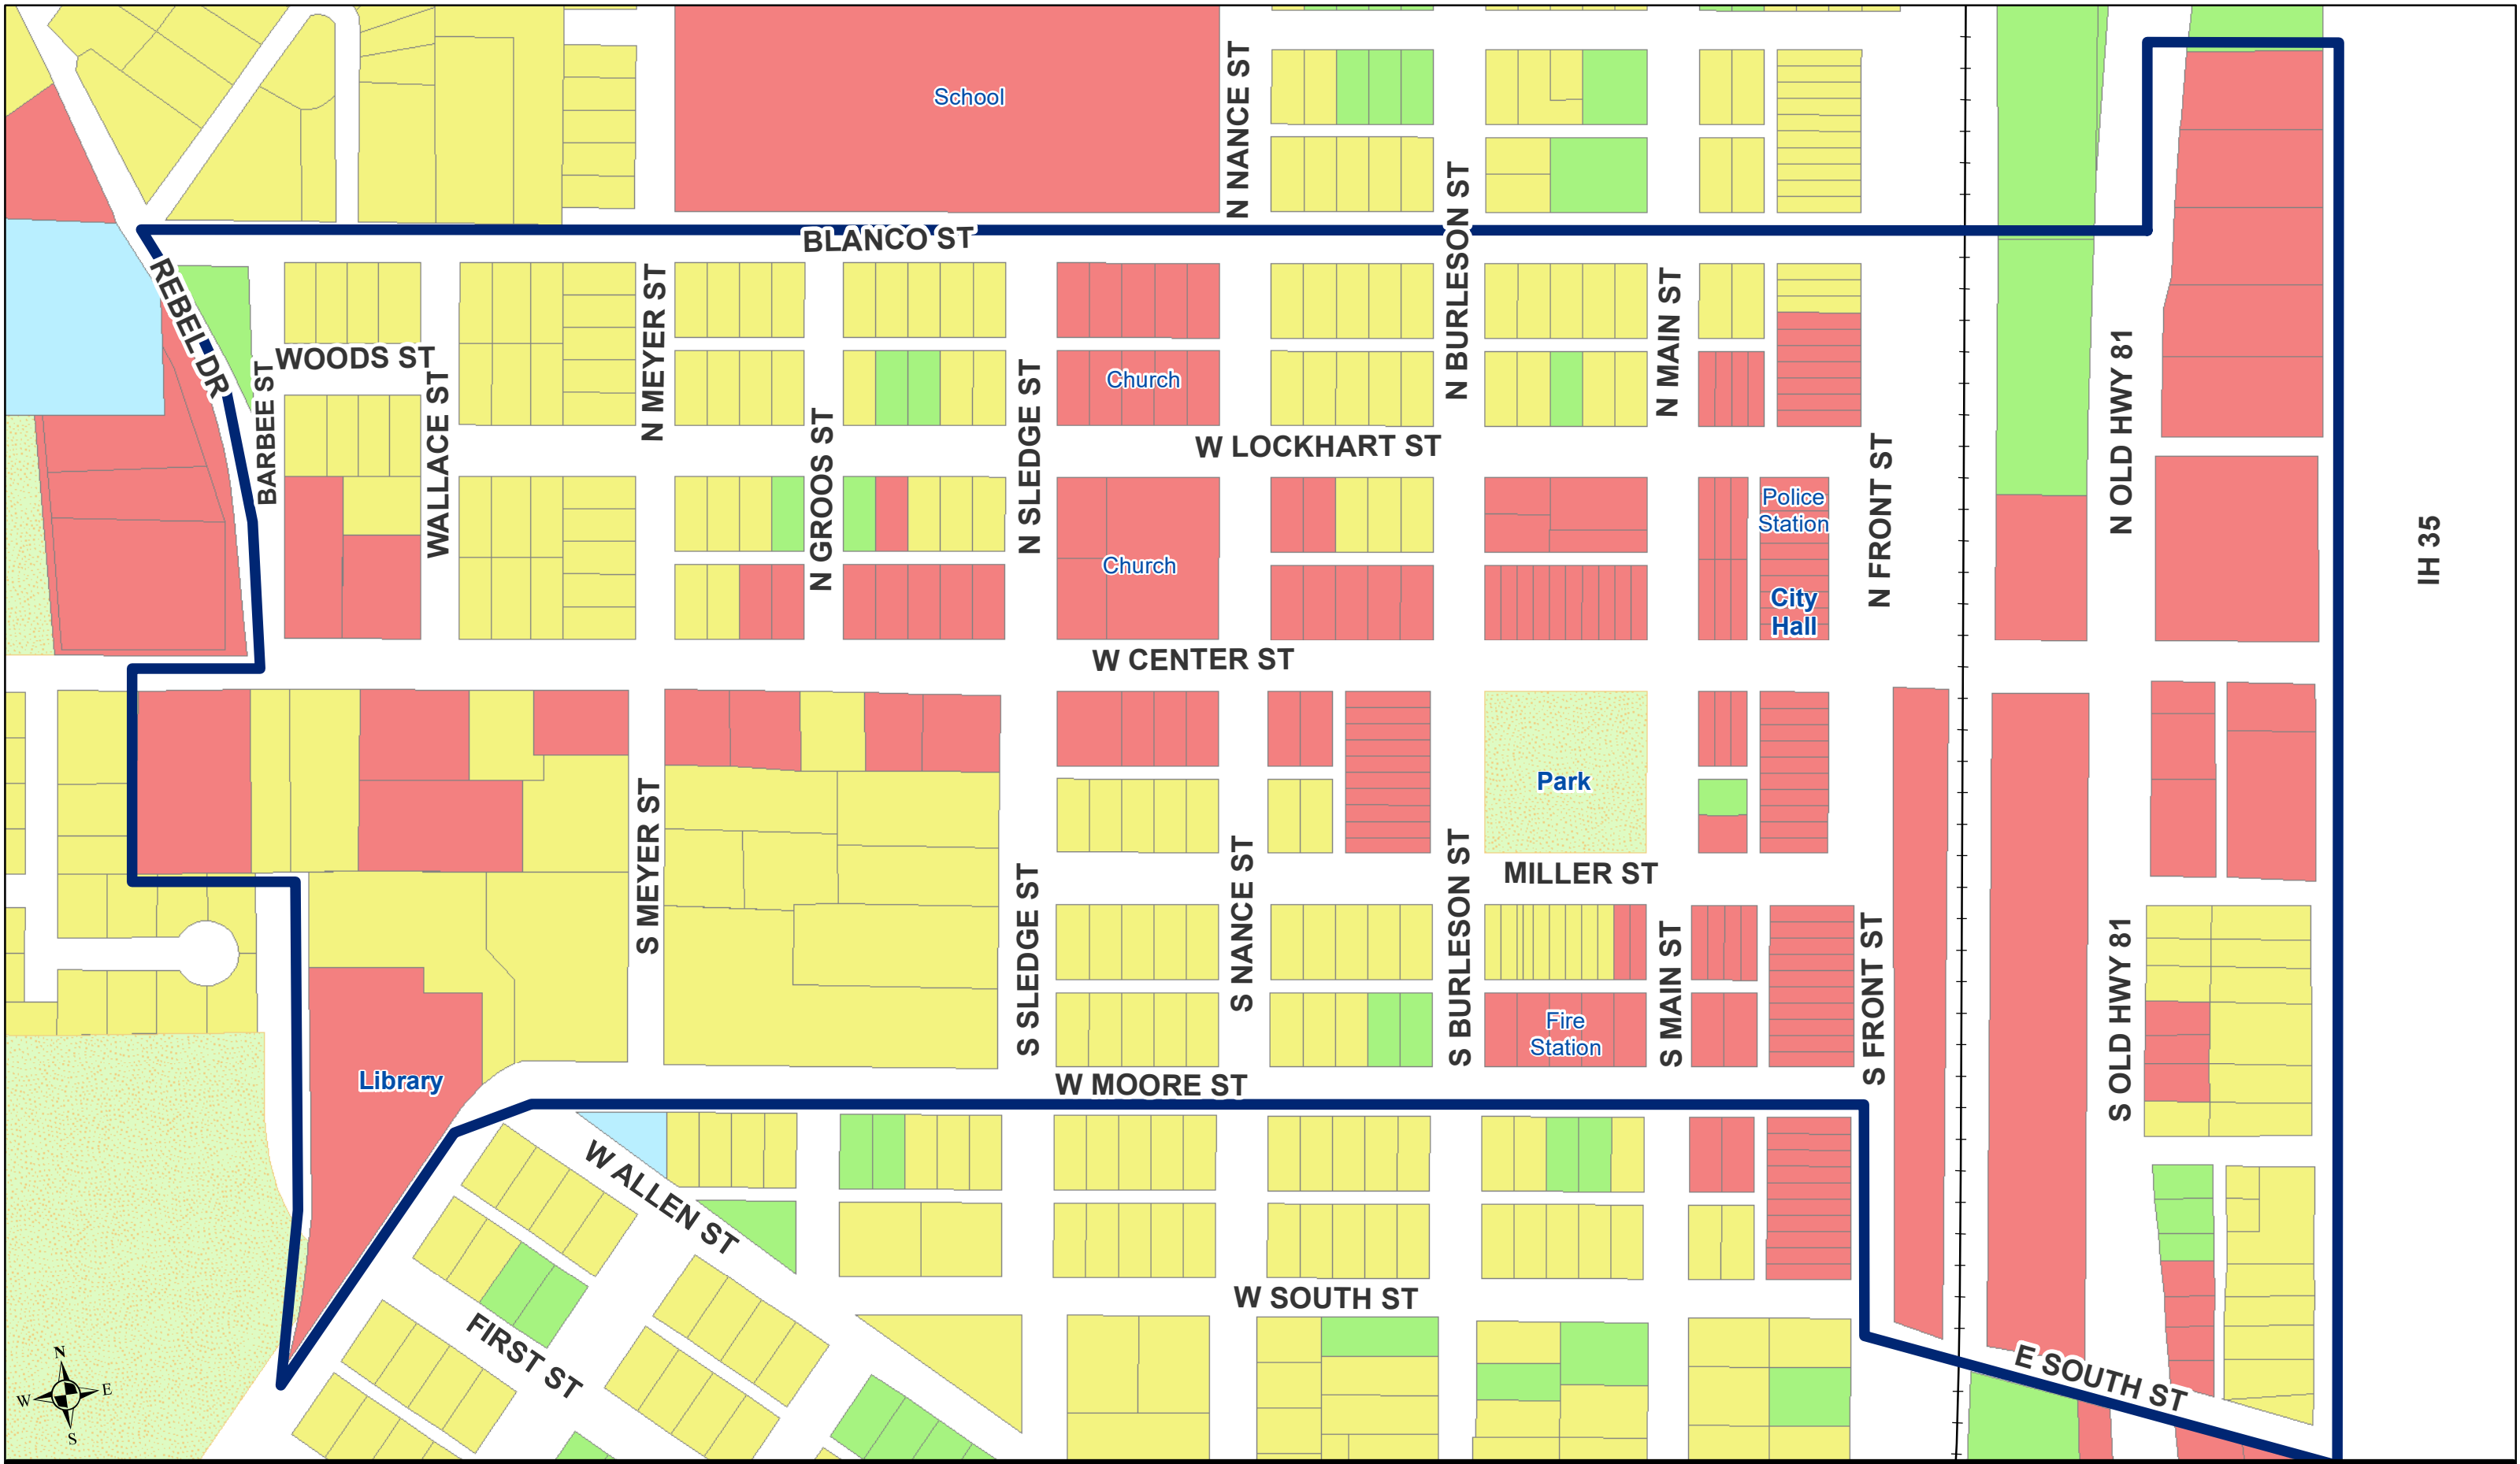 School
N NANCE ST
BLANCO ST
N BURLESON ST
REBEL DR
WOODS ST
BARBEE ST
WALLACE ST
N MEYER ST
N GROOS ST
N SLEDGE ST
Church
N MAIN ST
W LOCKHART ST
N FRONT ST
N OLD HWY 81
IH 35
Police
Station
Church
City
Hall
W CENTER ST
Park
S MEYER ST
MILLER ST
S SLEDGE ST
S NANCE ST
S BURLESON ST
S MAIN ST
S FRONT ST
S OLD HWY 81
Fire
Station
Library
W MOORE ST
W ALLEN ST
W SOUTH ST
FIRST ST
E SOUTH ST
N
W
E
S